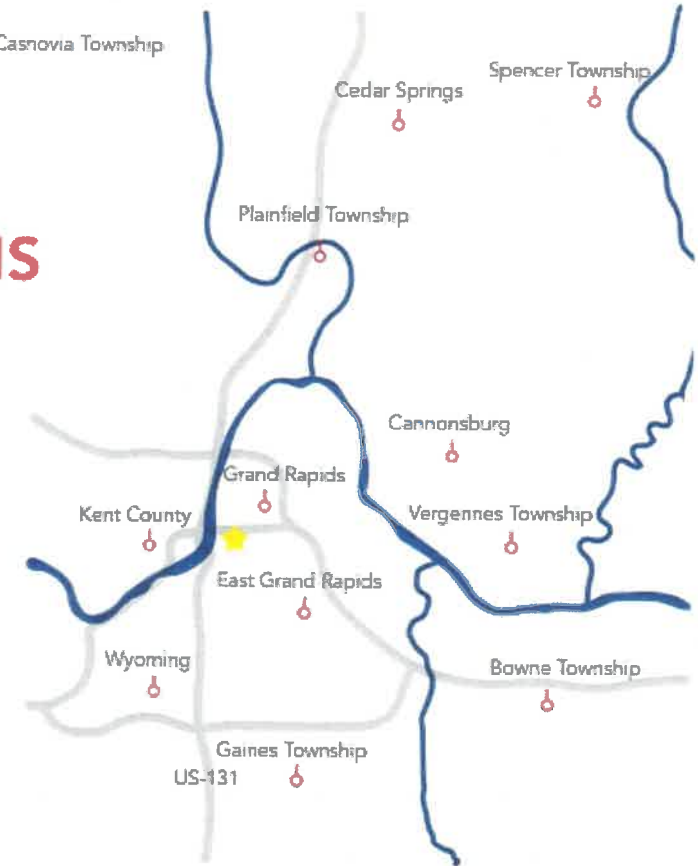 Casnovia Township
Spencer Township
Cedar Springs
Plainfield Township
Cannonsburg
Grand Rapids
Kent County
Vergennes Township
East Grand Rapids
Wyoming
Bowne Township
Gaines Township
US-131